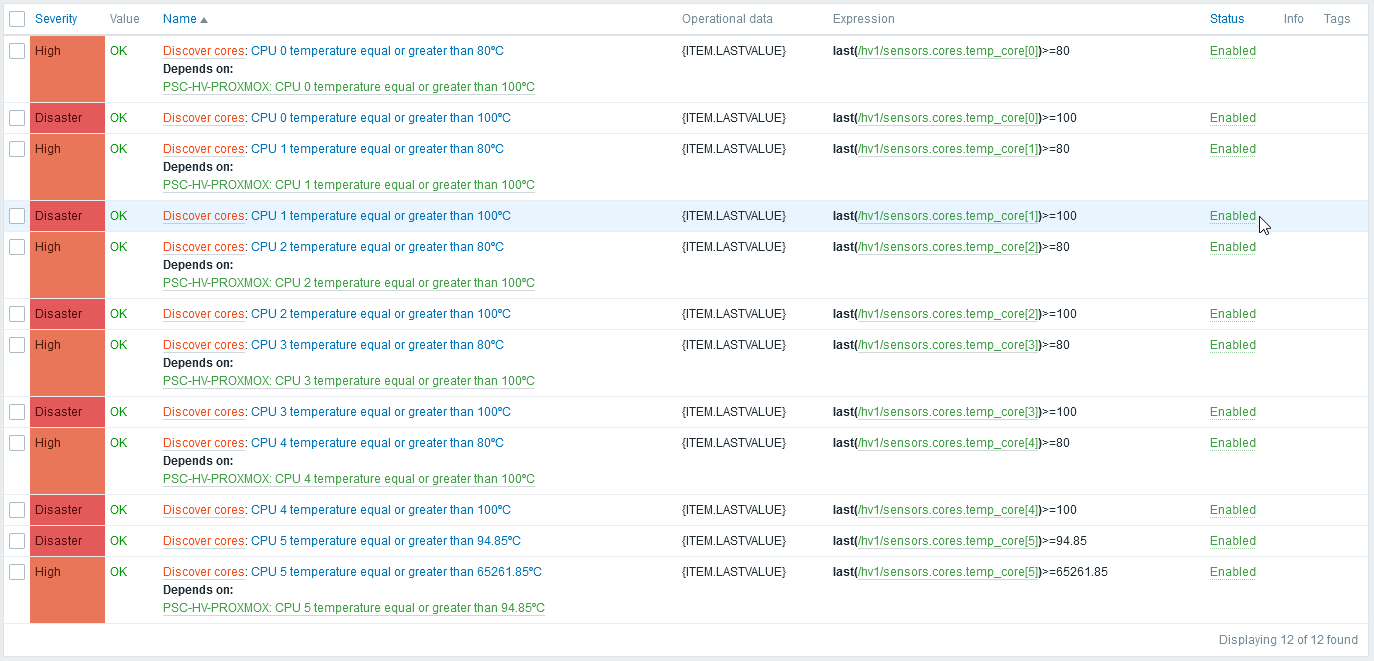 Severity Value Name ▲ Operational data Expression Status Info Tags
High OK Discover cores: CPU 0 temperature equal or greater than 80ºC {ITEM.LASTVALUE} last(/hv1/sensors.cores.temp_core[0])>=80 Enabled
Depends on:
PSC-HV-PROXMOX: CPU 0 temperature equal or greater than 100ºC
Disaster OK Discover cores: CPU 0 temperature equal or greater than 100ºC {ITEM.LASTVALUE} last(/hv1/sensors.cores.temp_core[0])>=100 Enabled
High OK Discover cores: CPU 1 temperature equal or greater than 80ºC {ITEM.LASTVALUE} last(/hv1/sensors.cores.temp_core[1])>=80 Enabled
Depends on:
PSC-HV-PROXMOX: CPU 1 temperature equal or greater than 100ºC
Disaster OK Discover cores: CPU 1 temperature equal or greater than 100ºC {ITEM.LASTVALUE} last(/hv1/sensors.cores.temp_core[1])>=100 Enabled
High OK Discover cores: CPU 2 temperature equal or greater than 80ºC {ITEM.LASTVALUE} last(/hv1/sensors.cores.temp_core[2])>=80 Enabled
Depends on:
PSC-HV-PROXMOX: CPU 2 temperature equal or greater than 100ºC
Disaster OK Discover cores: CPU 2 temperature equal or greater than 100ºC {ITEM.LASTVALUE} last(/hv1/sensors.cores.temp_core[2])>=100 Enabled
High OK Discover cores: CPU 3 temperature equal or greater than 80ºC {ITEM.LASTVALUE} last(/hv1/sensors.cores.temp_core[3])>=80 Enabled
Depends on:
PSC-HV-PROXMOX: CPU 3 temperature equal or greater than 100ºC
Disaster OK Discover cores: CPU 3 temperature equal or greater than 100ºC {ITEM.LASTVALUE} last(/hv1/sensors.cores.temp_core[3])>=100 Enabled
High OK Discover cores: CPU 4 temperature equal or greater than 80ºC {ITEM.LASTVALUE} last(/hv1/sensors.cores.temp_core[4])>=80 Enabled
Depends on:
PSC-HV-PROXMOX: CPU 4 temperature equal or greater than 100ºC
Disaster OK Discover cores: CPU 4 temperature equal or greater than 100ºC {ITEM.LASTVALUE} last(/hv1/sensors.cores.temp_core[4])>=100 Enabled
Disaster OK Discover cores: CPU 5 temperature equal or greater than 94.85ºC {ITEM.LASTVALUE} last(/hv1/sensors.cores.temp_core[5])>=94.85 Enabled
High OK Discover cores: CPU 5 temperature equal or greater than 65261.85ºC {ITEM.LASTVALUE} last(/hv1/sensors.cores.temp_core[5])>=65261.85 Enabled
Depends on:
PSC-HV-PROXMOX: CPU 5 temperature equal or greater than 94.85ºC
Displaying 12 of 12 found